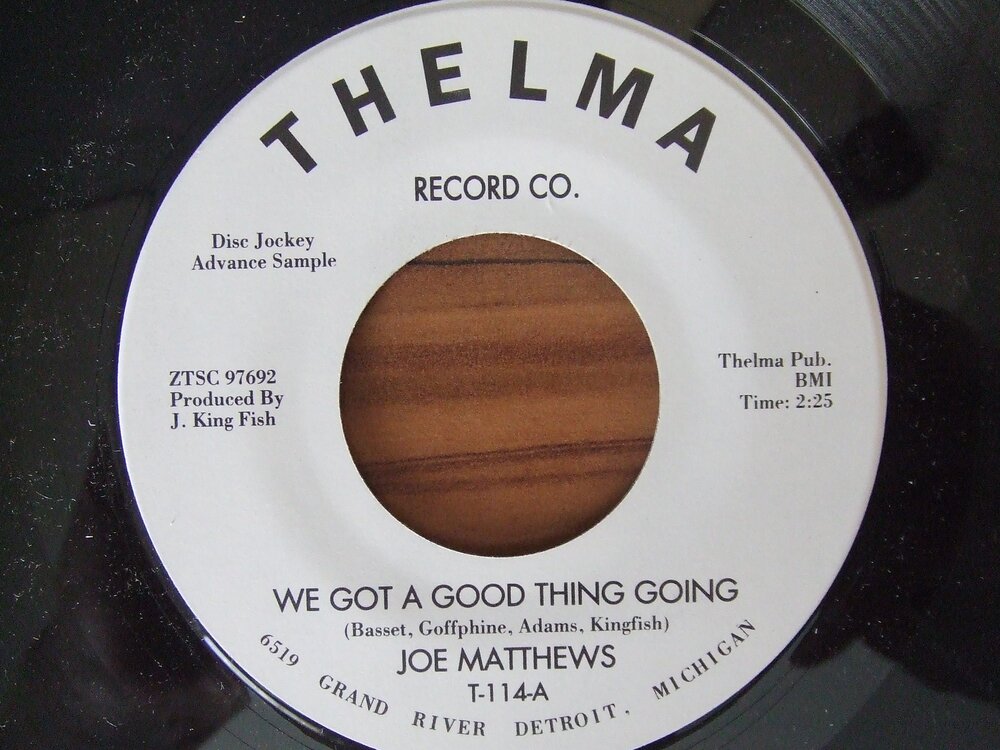 THELMA
RECORD CO.
Disc Jockey
Advance Sample
ZTSC 97692
Produced By
J. King Fish
Thelma Pub.
BMI
Time: 2:25
WE GOT A GOOD THING GOING
(Basset, Goffphine, Adams, Kingfish)
JOE MATTHEWS
T-114-A
6519 GRAND RIVER DETROIT, MICHIGAN